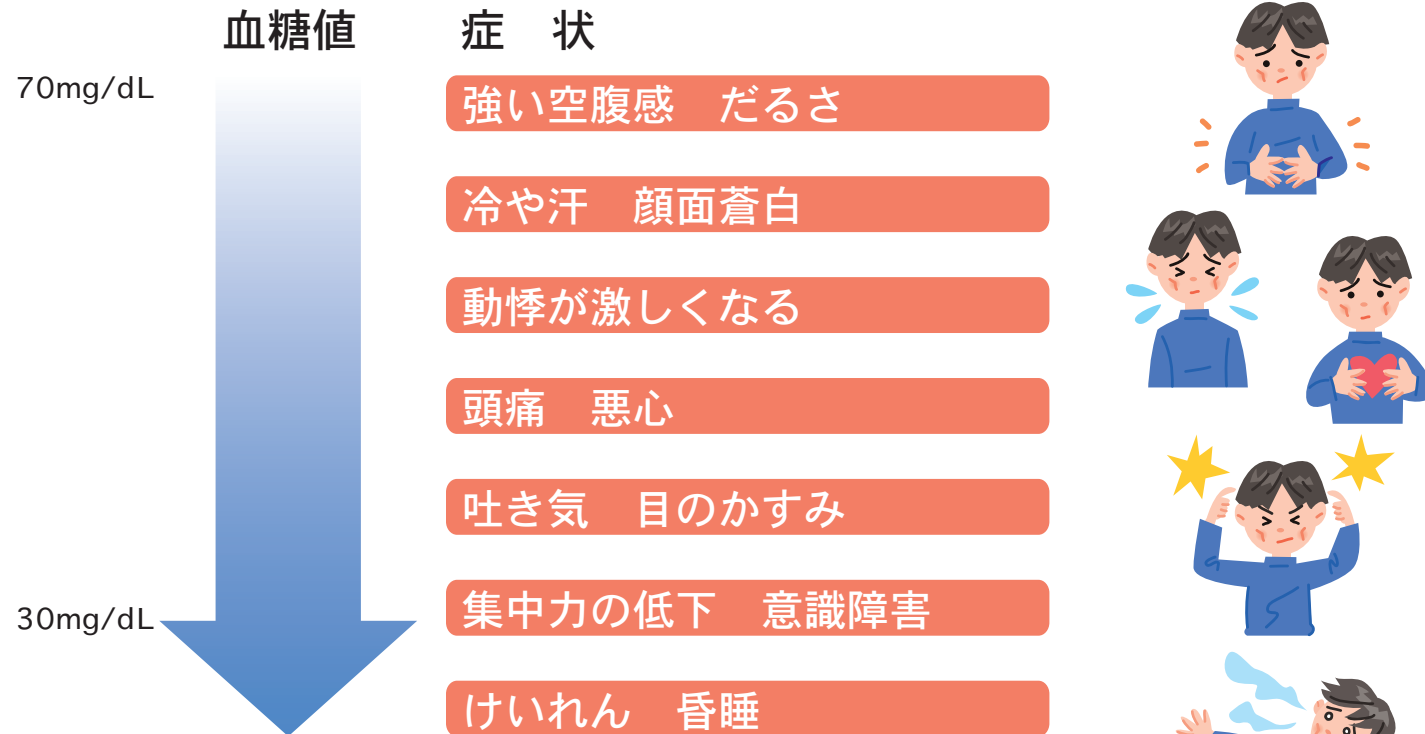 血糖値　症　状
70mg/dL
強い空腹感　だるさ
冷や汗　顔面蒼白
動悸が激しくなる
頭痛　悪心
吐き気　目のかすみ
30mg/dL
集中力の低下　意識障害
けいれん　昏睡